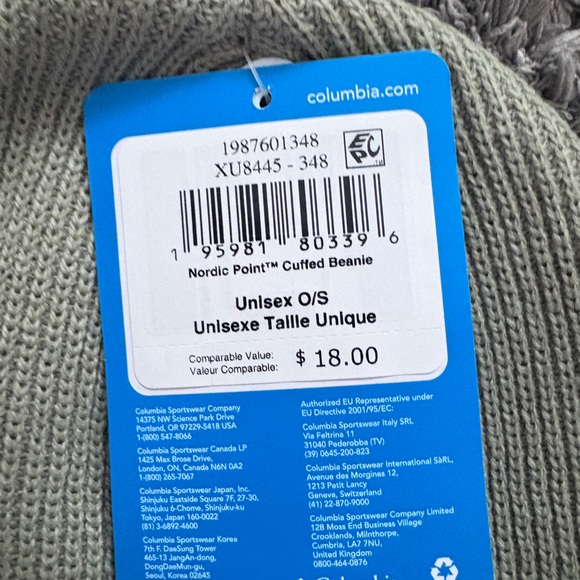 columbia.com
1987601348
XU8445 - 348
EPC
1 95981 80339 6
Nordic Point™ Cuffed Beanie
Unisex O/S
Unisexe Taille Unique
Comparable Value:
Valeur Comparable:
$ 18.00
Columbia Sportswear Company
14375 NW Science Park Drive
Portland, OR 97229-5418 USA
1-(800) 547-8066
Columbia Sportswear Canada LP
1425 Max Brose Drive,
London, ON, Canada N6N 0A2
1-(800) 265-7067
Columbia Sportswear Japan, Inc.
Shinjuku Eastside Square 7F, 27-30,
Shinjuku 6-Chome, Shinjuku-ku
Tokyo, Japan 160-0022
(81) 3-6892-4600
Columbia Sportswear Korea
7th F. DaeSung Tower
465-13 JangAn-dong,
DongDaeMun-gu,
Seoul, Korea 02645
Authorized EU Representative under
EU Directive 2001/95/EC:
Columbia Sportswear Italy SRL
Via Feltrina 11
31040 Pederobba (TV)
(39) 0645-200-823
Columbia Sportswear International SàRL,
Avenue des Morgines 12,
1213 Petit Lancy
Geneva, Switzerland
(41) 22-870-9000
Columbia Sportswear Company Limited
12B Moss End Business Village
Crooklands, Milnthorpe,
Cumbria, LA7 7NU,
United Kingdom
0800-464-0876
Columbia